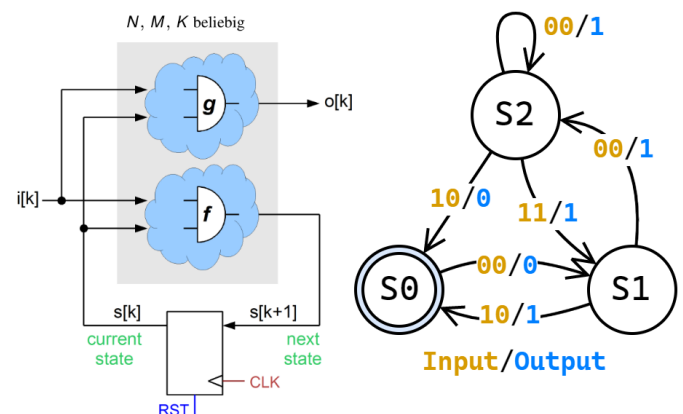 N, M, K beliebig
g
o[k]
i[k]
f
s[k]
s[k+1]
current
state
next
state
CLK
RST
00/1
S2
00/1
10/0
11/1
S0
00/0
S1
10/1
Input/Output